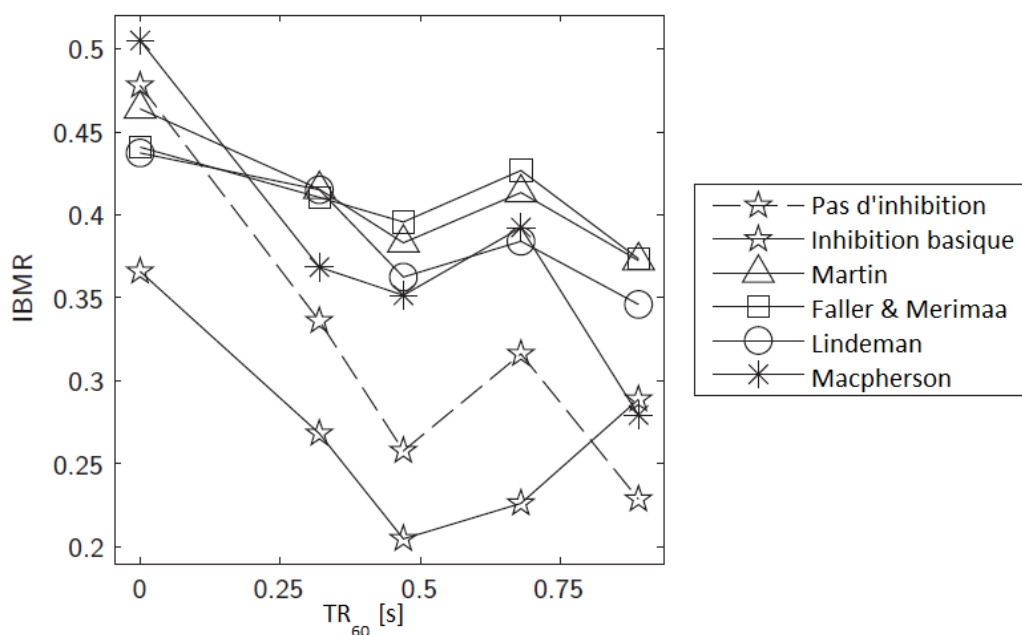 0.5
0.45
0.4
0.35
0.3
0.25
0.2
IBMR
0 0.25 0.5 0.75
TR60 [s]
Pas d'inhibition
Inhibition basique
Martin
Faller & Merimaa
Lindeman
Macpherson